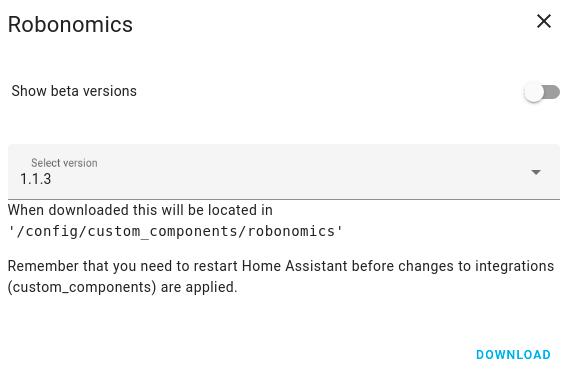 Robonomics
Show beta versions
Select version
1.1.3
When downloaded this will be located in
'/config/custom_components/robonomics'
Remember that you need to restart Home Assistant before changes to integrations
(custom_components) are applied.
DOWNLOAD